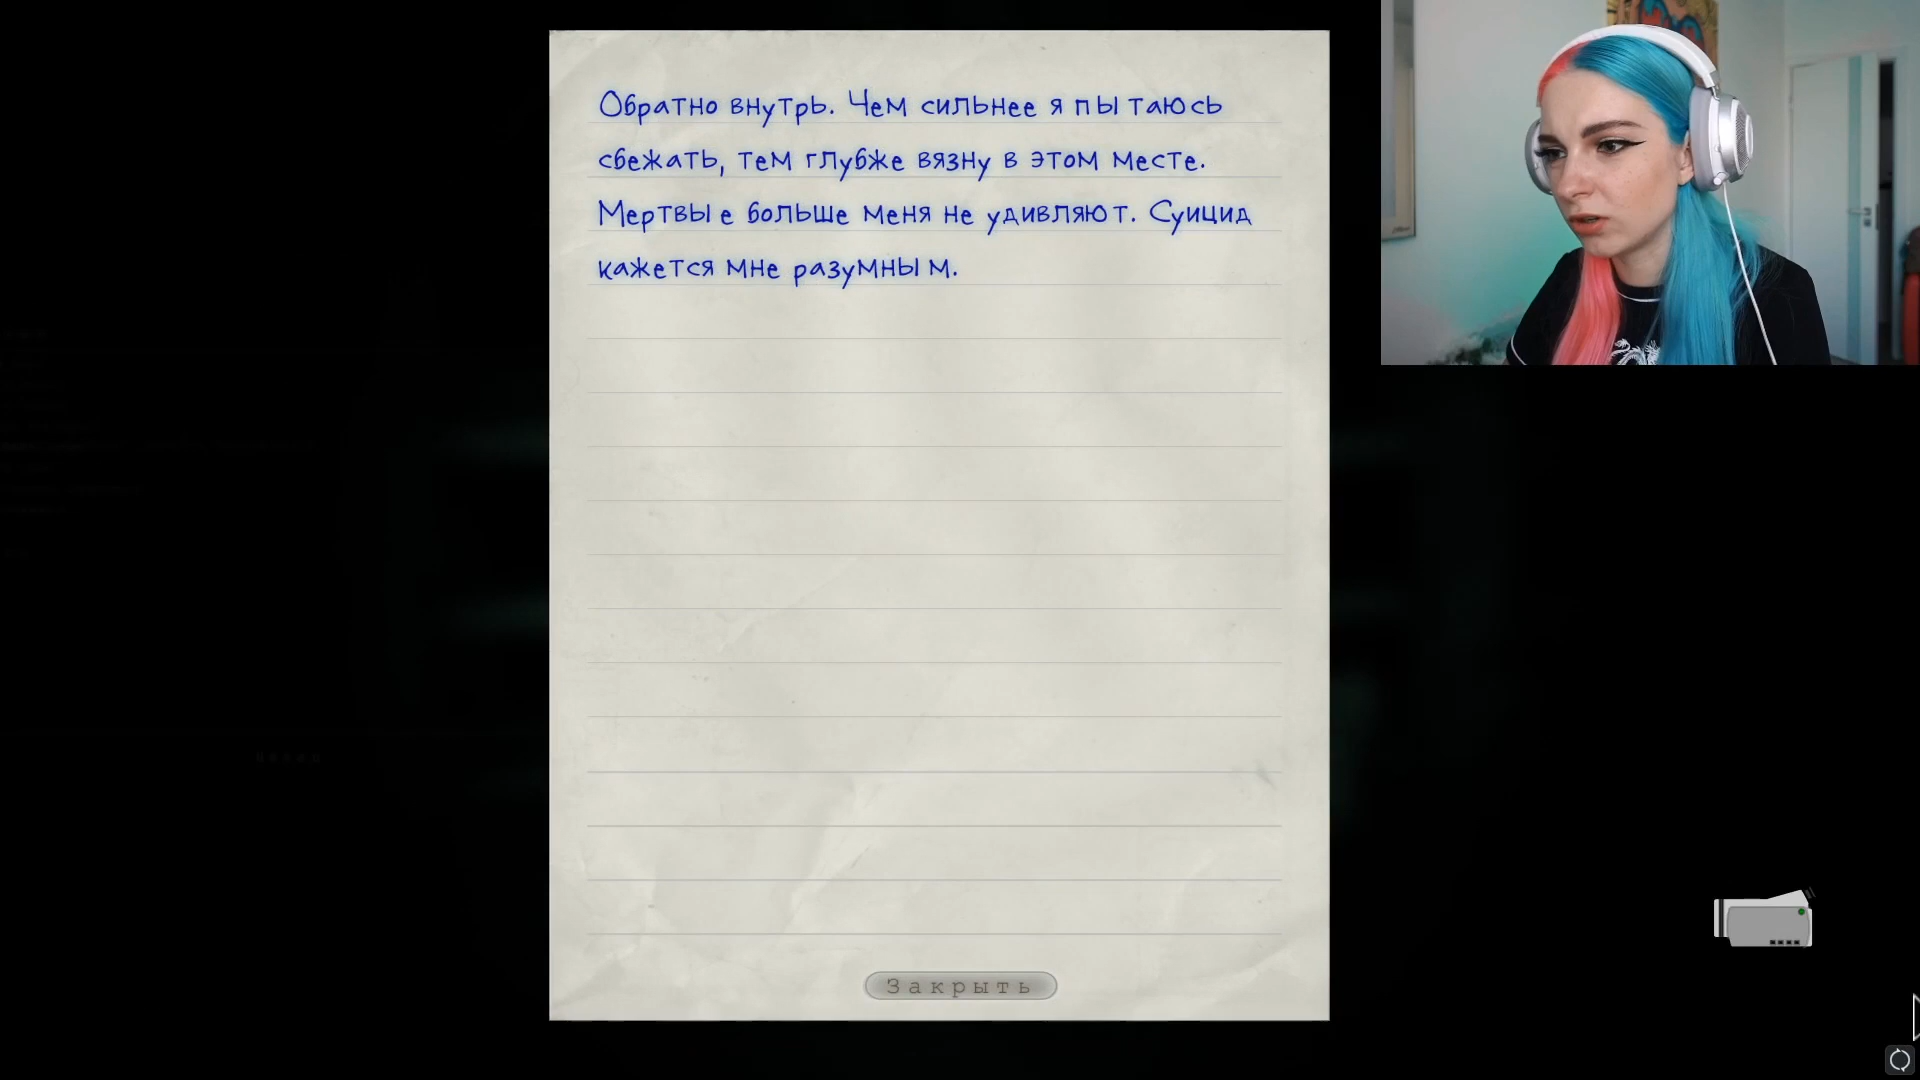 Обратно внутрь. Чем сильнее я пытаюсь
сбежать, тем глубже вязну в этом месте.
Мертвые больше меня не удивляют. Суицид
кажется мне разумным.
Назад
Закрыть